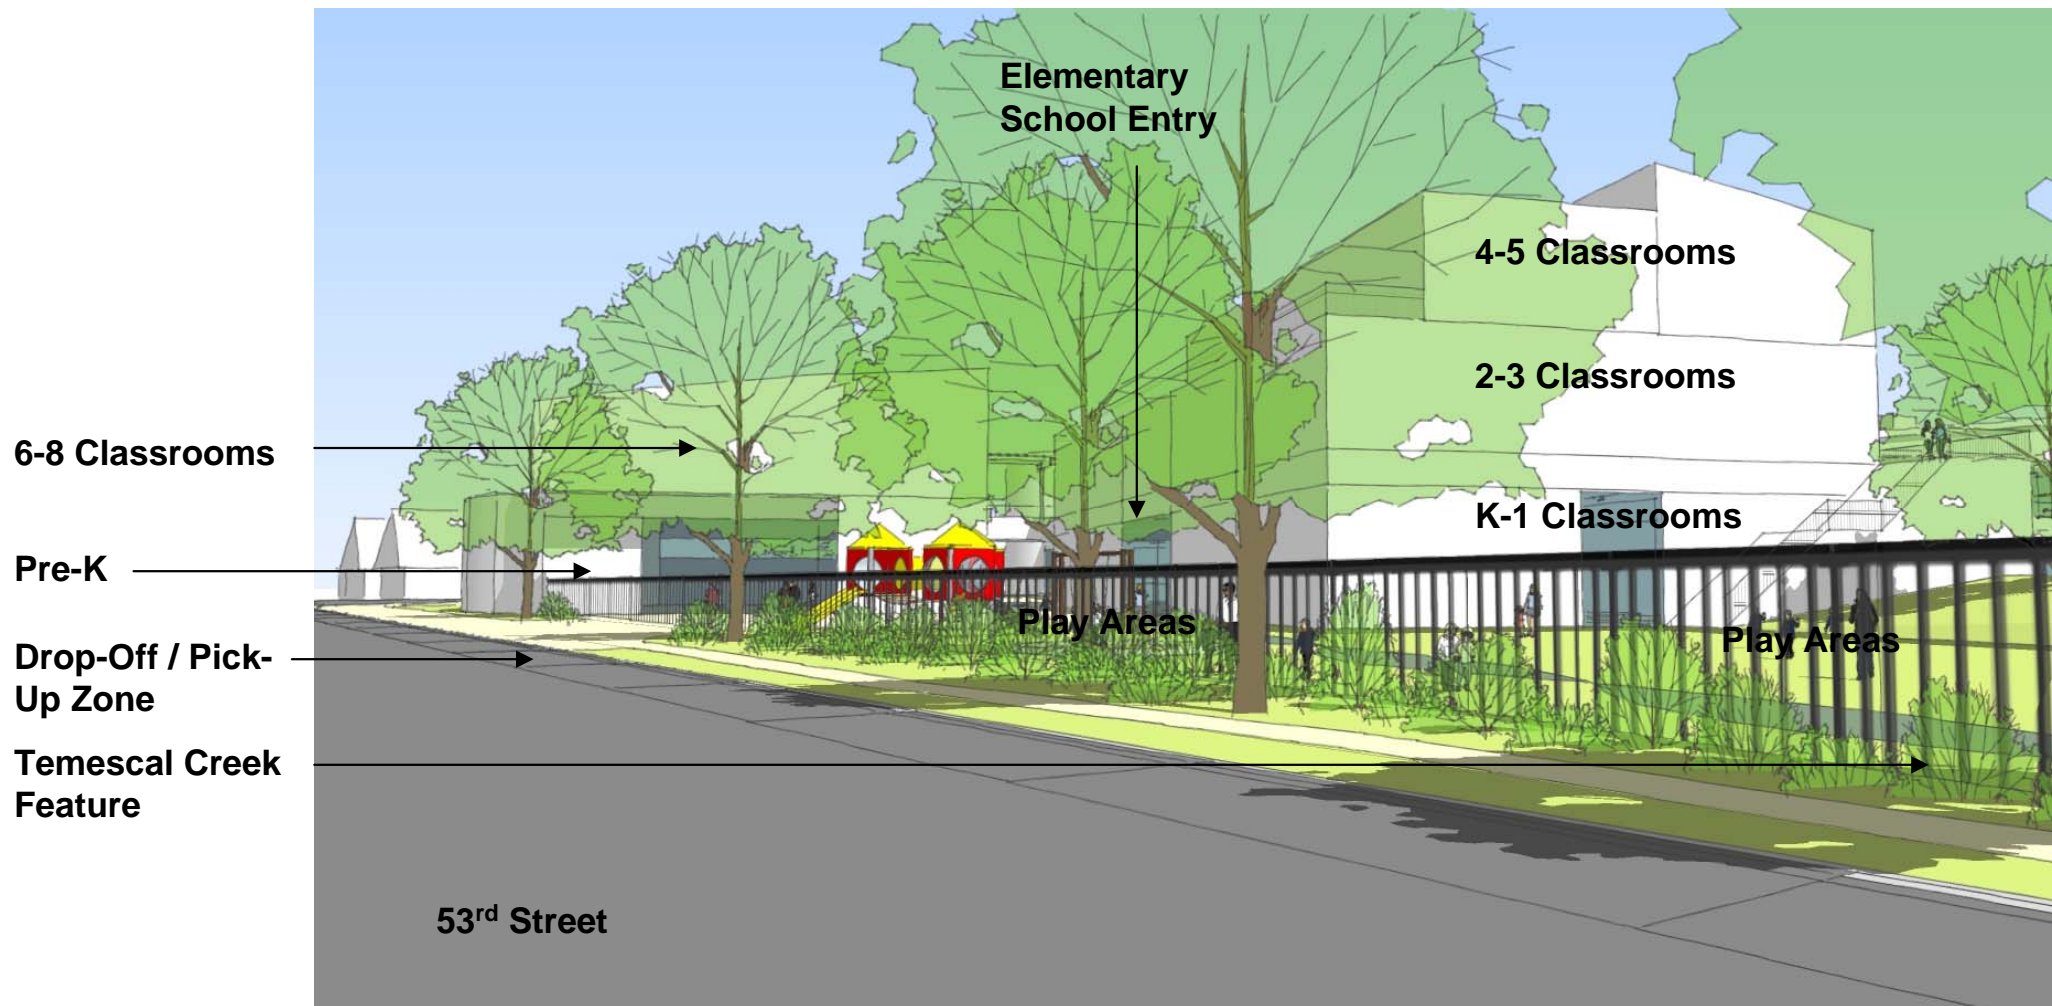 Elementary
School Entry
4-5 Classrooms
2-3 Classrooms
6-8 Classrooms
K-1 Classrooms
Pre-K
Play Areas
Play Areas
Drop-Off / Pick-
Up Zone
Temescal Creek
Feature
53rd Street